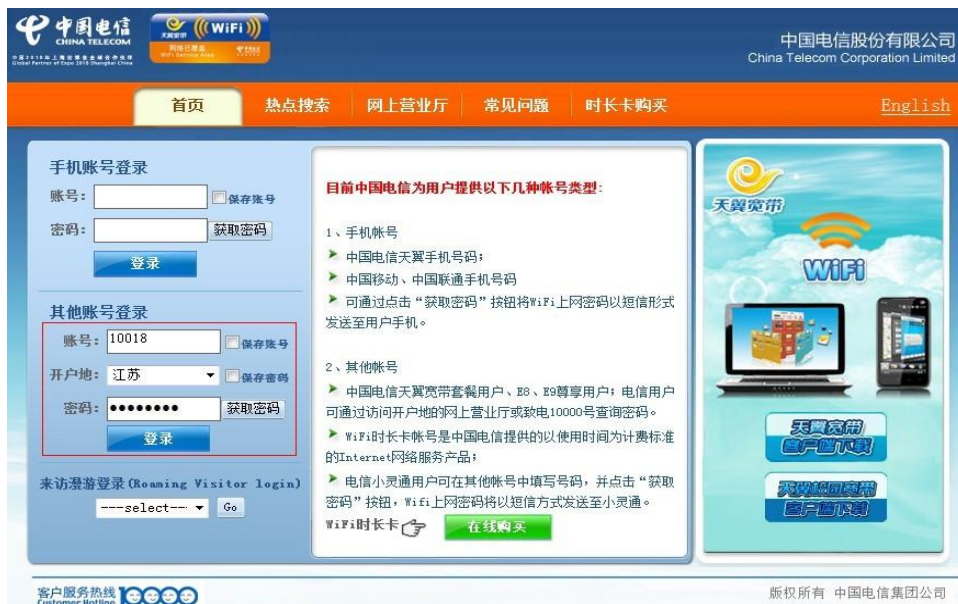 中国电信
CHINA TELECOM
天翼宽带
WiFi
网络已覆盖
WiFi Service Area
中国电信股份有限公司
China Telecom Corporation Limited
首页 热点搜索 网上营业厅 常见问题 时长卡购买 English
手机账号登录
账号: 保存账号
密码: 获取密码
登录
其他账号登录
账号: 10018 保存账号
开户地: 江苏 保存密码
密码: ●●●●●●●● 获取密码
登录
来访漫游登录(Roaming Visitor login)
---select-- Go
目前中国电信为用户提供以下几种帐号类型:
1、手机帐号
中国电信天翼手机号码;
中国移动、中国联通手机号码
可通过点击“获取密码”按钮将WiFi上网密码以短信形式
发送至用户手机。
2、其他帐号
中国电信天翼宽带套餐用户、E8、E9尊享用户;电信用户
可通过访问开户地的网上营业厅或致电10000号查询密码。
WiFi时长卡帐号是中国电信提供的以使用时间为计费标准
的Internet网络服务产品;
电信小灵通用户可在其他帐号中填写号码,并点击“获取
密码”按钮,Wifi上网密码将以短信方式发送至小灵通。
WiFi时长卡 在线购买
天翼宽带
WiFi
天翼宽带
客户端下载
天翼校园宽带
客户端下载
客户服务热线 10000
Customer Hotline
版权所有 中国电信集团公司